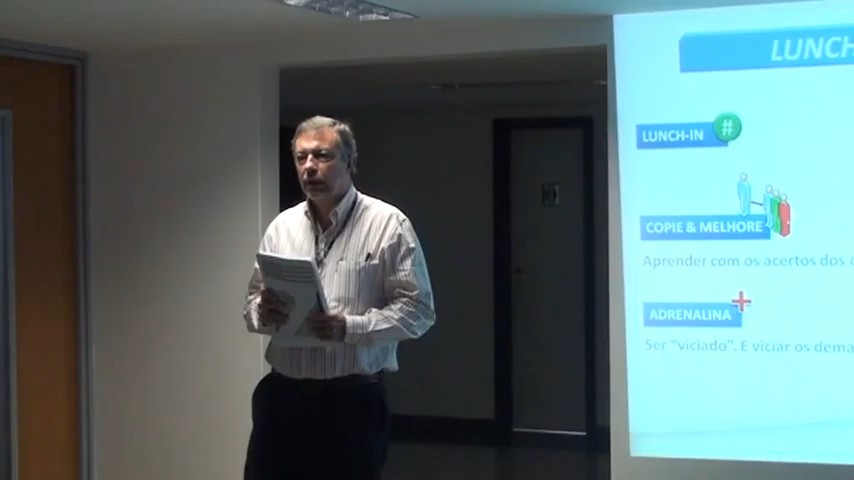 LUNCH
LUNCH-IN
#
COPIE & MELHORE
Aprender com os acertos dos
ADRENALINA
Ser "viciado". E viciar os dema